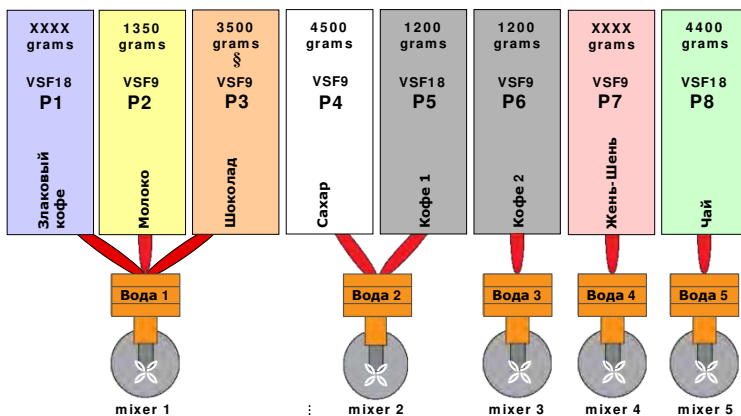 XXXX
grams
VSF18
P1
Злаковый
кофе
1350
grams
VSF9
P2
Молоко
3500
grams
§
VSF9
P3
Шоколад
4500
grams
VSF9
P4
Сахар
1200
grams
VSF18
P5
Кофе 1
1200
grams
VSF9
P6
Кофе 2
XXXX
grams
VSF9
P7
Жень-Шень
4400
grams
VSF18
P8
Чай
Вода 1
Вода 2
Вода 3
Вода 4
Вода 5
mixer 1
mixer 2
mixer 3
mixer 4
mixer 5